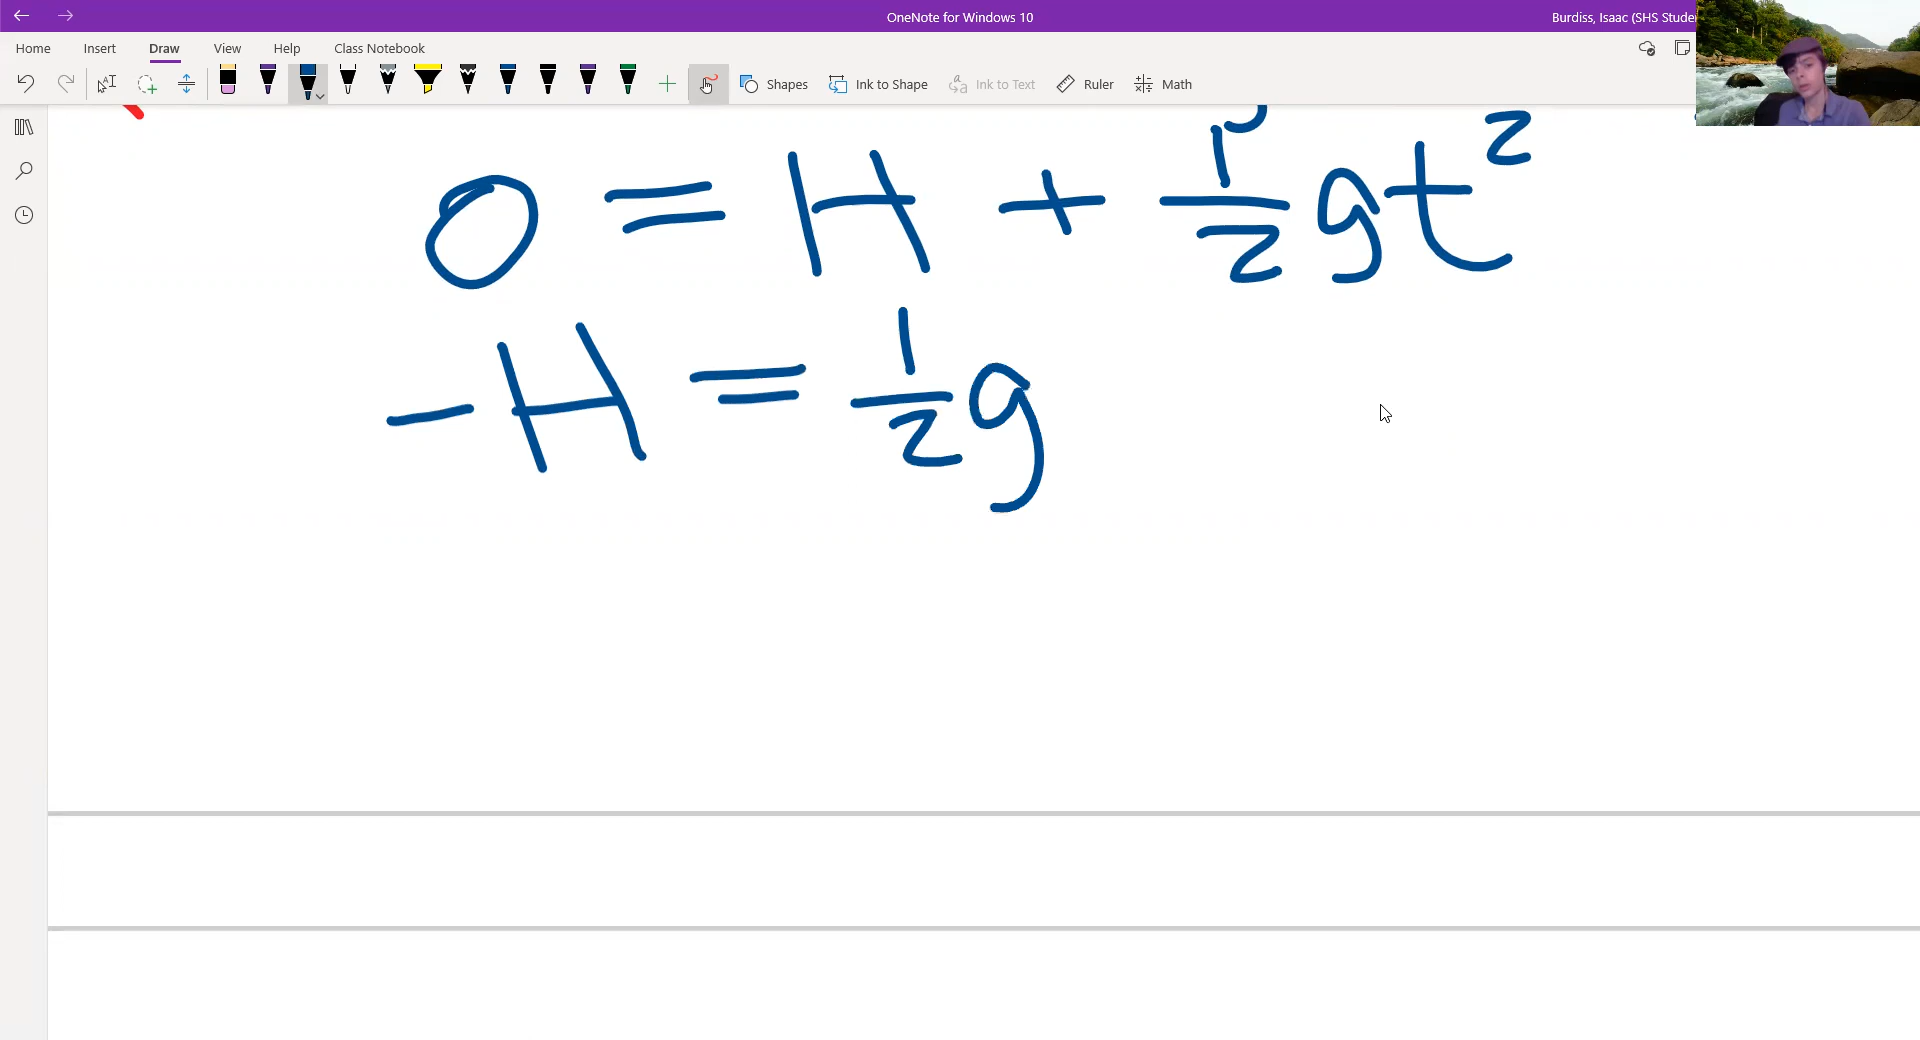 OneNote for Windows 10
Burdiss, Isaac (SHS Stude
Home Insert Draw View Help Class Notebook
Shapes Ink to Shape Ink to Text Ruler Math
0 = H + 1/2 gt²
-H = 1/2 g